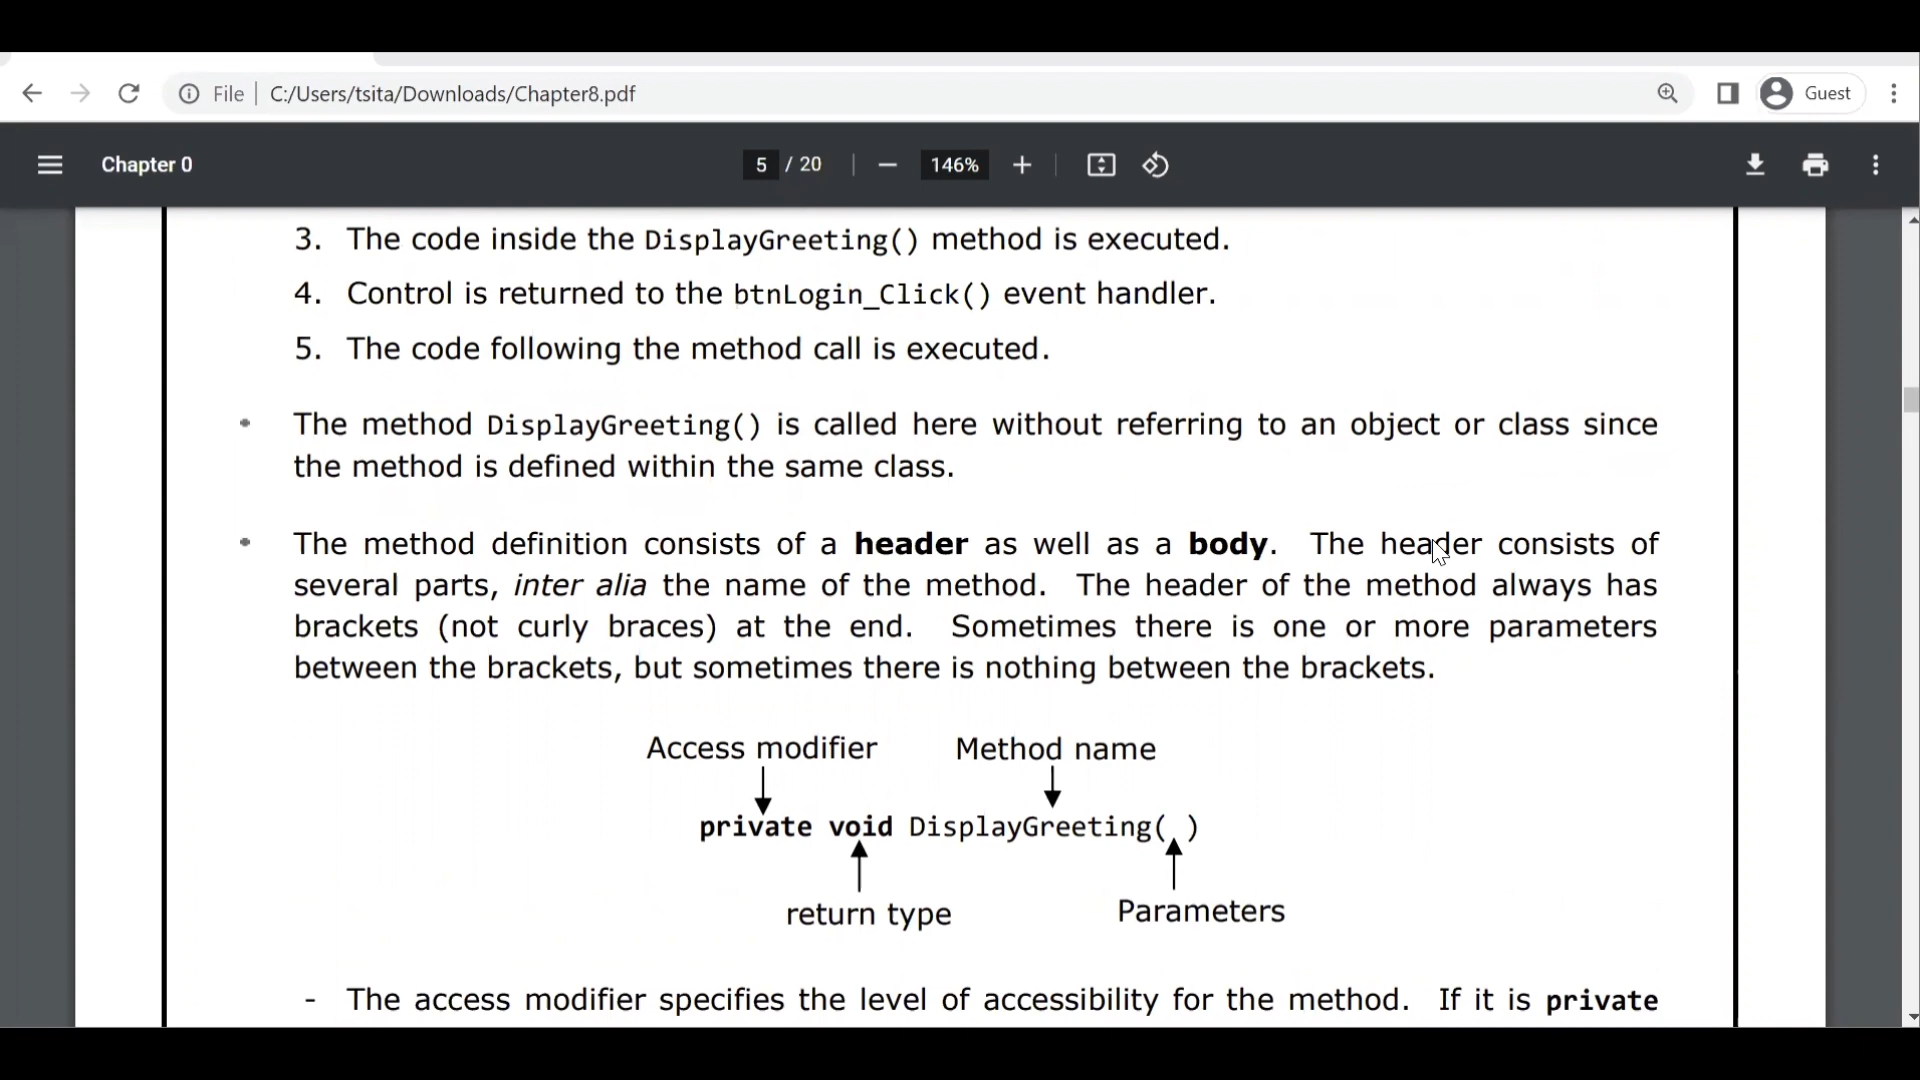 File C:/Users/tsita/Downloads/Chapter8.pdf Guest
Chapter 0 5 / 20 146%
3. The code inside the DisplayGreeting() method is executed.
4. Control is returned to the btnLogin_Click() event handler.
5. The code following the method call is executed.
• The method DisplayGreeting() is called here without referring to an object or class since
the method is defined within the same class.
• The method definition consists of a header as well as a body. The header consists of
several parts, inter alia the name of the method. The header of the method always has
brackets (not curly braces) at the end. Sometimes there is one or more parameters
between the brackets, but sometimes there is nothing between the brackets.
Access modifier Method name
private void DisplayGreeting( )
return type Parameters
- The access modifier specifies the level of accessibility for the method. If it is private